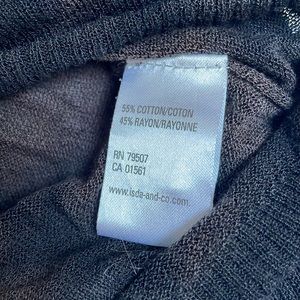 55% COTTON/COTON
45% RAYON/RAYONNE
RN 79507
CA 01561
www.isda-and-co.com